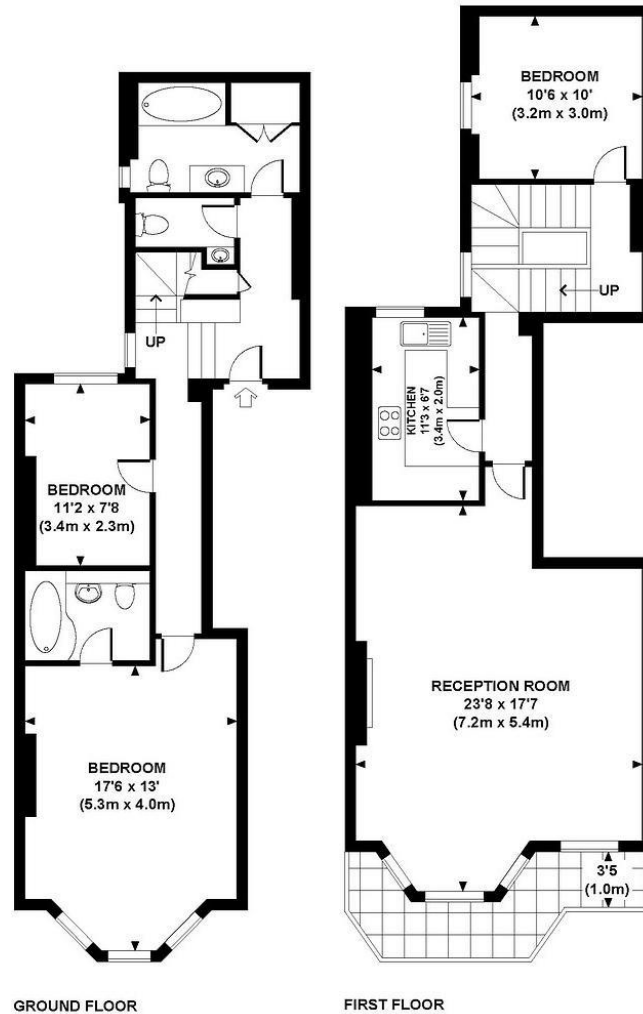 UP
BEDROOM
11'2 x 7'8
(3.4m x 2.3m)
BEDROOM
17'6 x 13'
(5.3m x 4.0m)
GROUND FLOOR
BEDROOM
10'6 x 10'
(3.2m x 3.0m)
UP
KITCHEN
11'3 x 6'7
(3.4m x 2.0m)
RECEPTION ROOM
23'8 x 17'7
(7.2m x 5.4m)
3'5
(1.0m)
FIRST FLOOR